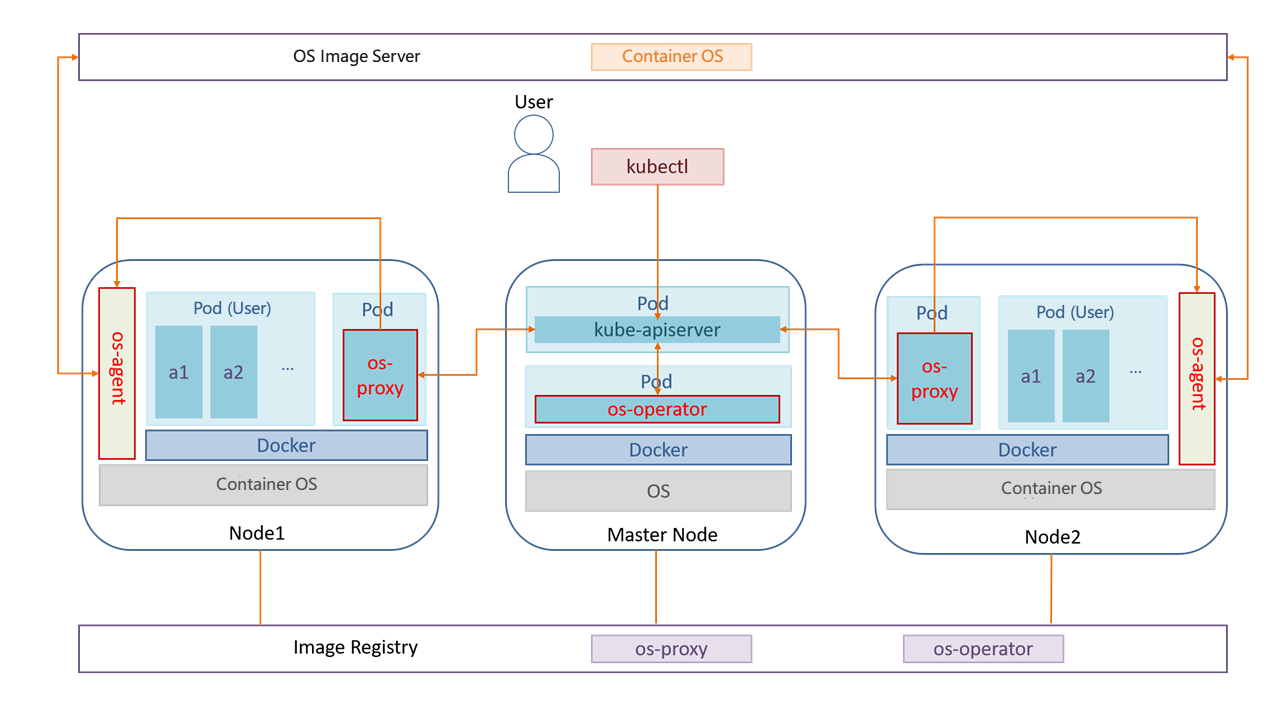 OS Image Server
Container OS
User
kubectl
Pod (User)
a1
a2
...
Pod
os-
proxy
os-agent
Docker
Container OS
Node1
Pod
kube-apiserver
Pod
os-operator
Docker
OS
Master Node
Pod
os-
proxy
Pod (User)
a1
a2
...
os-agent
Docker
Container OS
Node2
Image Registry
os-proxy
os-operator